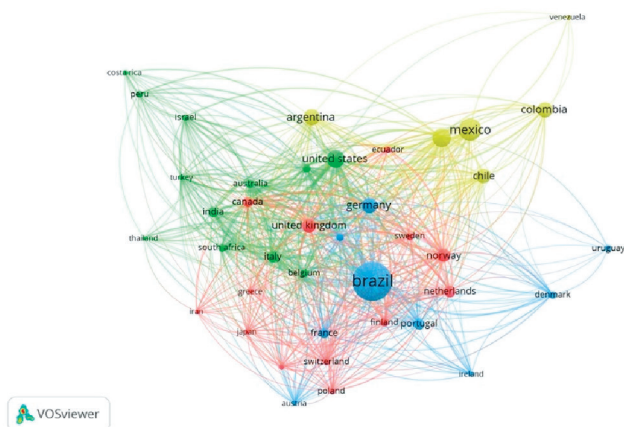 venezuela
costa rica
peru
israel
argentina
colombia
mexico
ecuador
united states
chile
turkey
australia
canada
germany
india
united kingdom
sweden
thailand
south africa
italy
norway
uruguay
belgium
brazil
greece
netherlands
denmark
iran
japan
finland
portugal
france
switzerland
ireland
poland
austria
VOSviewer